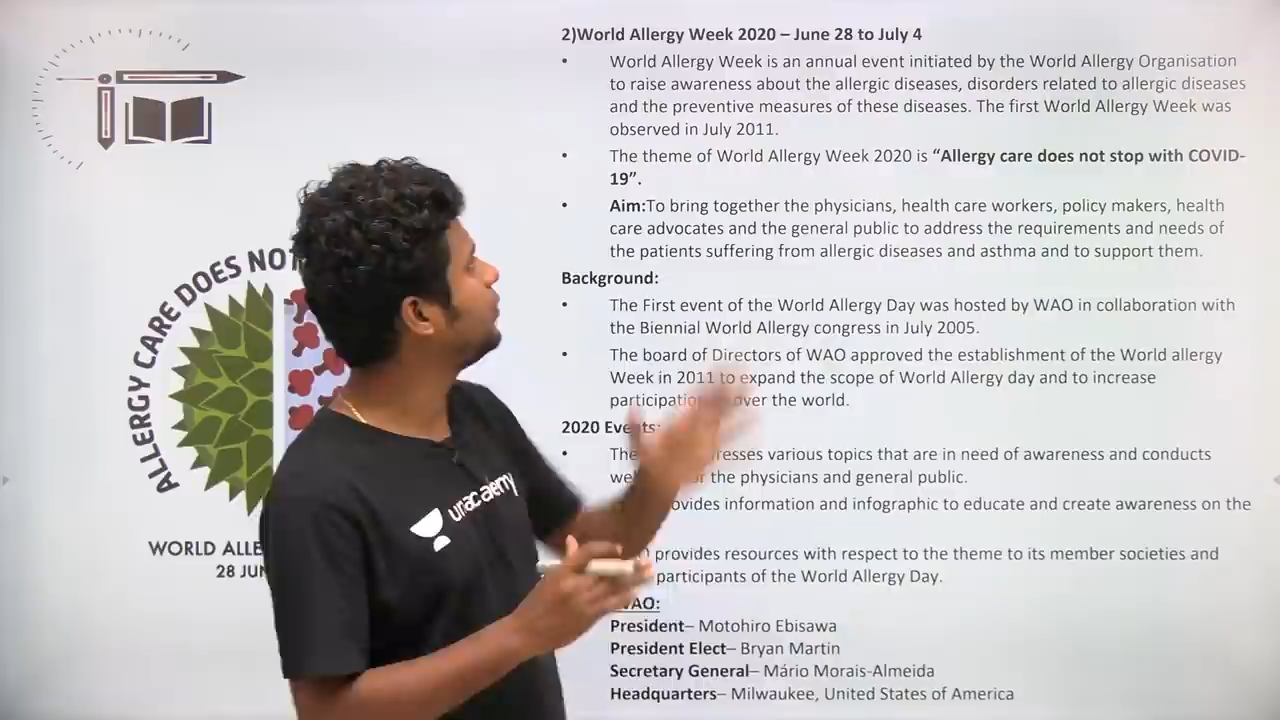 2)World Allergy Week 2020 – June 28 to July 4
• World Allergy Week is an annual event initiated by the World Allergy Organisation
to raise awareness about the allergic diseases, disorders related to allergic diseases
and the preventive measures of these diseases. The first World Allergy Week was
observed in July 2011.
• The theme of World Allergy Week 2020 is “Allergy care does not stop with COVID-
19”.
• Aim:To bring together the physicians, health care workers, policy makers, health
care advocates and the general public to address the requirements and needs of
the patients suffering from allergic diseases and asthma and to support them.
Background:
• The First event of the World Allergy Day was hosted by WAO in collaboration with
the Biennial World Allergy congress in July 2005.
• The board of Directors of WAO approved the establishment of the World allergy
Week in 2011 to expand the scope of World Allergy day and to increase
over the world.
2020 Events:
• various topics that are in need of awareness and conducts
the physicians and general public.
information and infographic to educate and create awareness on the
provides resources with respect to the theme to its member societies and
participants of the World Allergy Day.
WAO:
President– Motohiro Ebisawa
President Elect– Bryan Martin
Secretary General– Mário Morais-Almeida
Headquarters– Milwaukee, United States of America
ALLERGY CARE DOES NOT
WORLD
28
unacademy